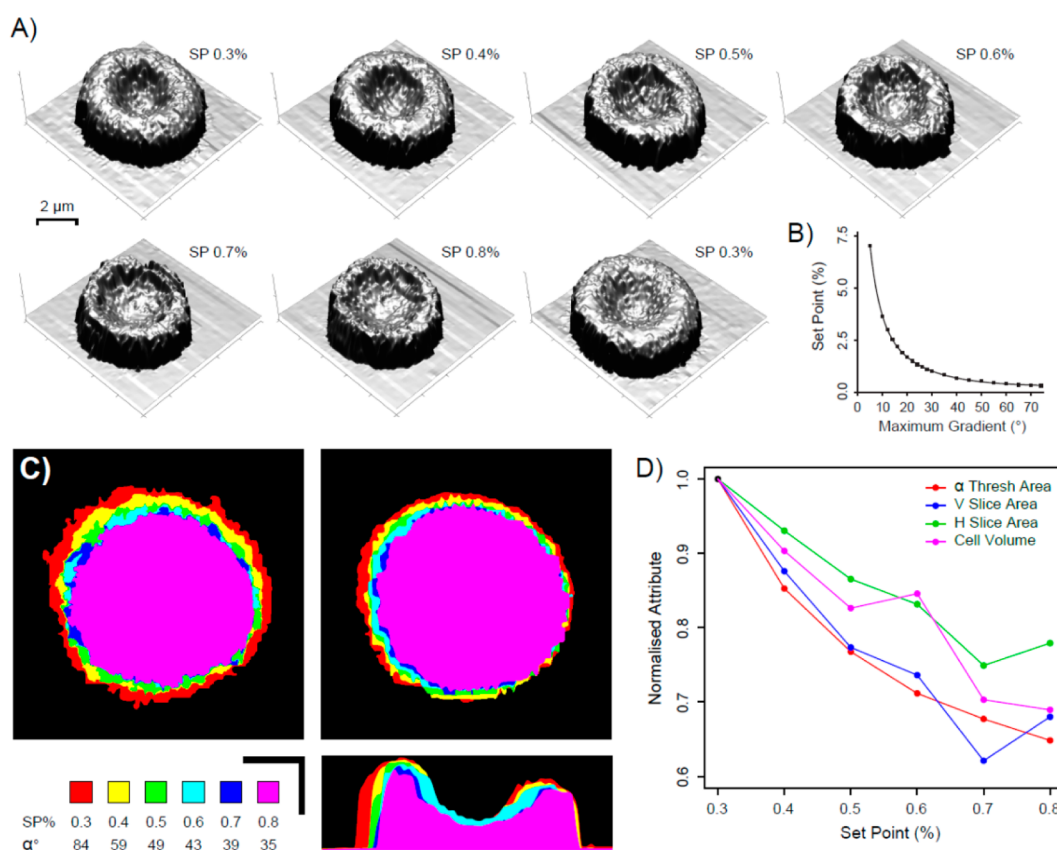 A)
SP 0.3%
SP 0.4%
SP 0.5%
SP 0.6%
2 μm
SP 0.7%
SP 0.8%
SP 0.3%
B)
Set Point (%)
7.5
5.0
2.5
0.0
0 10 20 30 40 50 60 70
Maximum Gradient (°)
C)
SP% 0.3 0.4 0.5 0.6 0.7 0.8
α° 84 59 49 43 39 35
D)
Normalised Attribute
1.0
0.9
0.8
0.7
0.6
α Thresh Area
V Slice Area
H Slice Area
Cell Volume
0.3 0.4 0.5 0.6 0.7 0.8
Set Point (%)